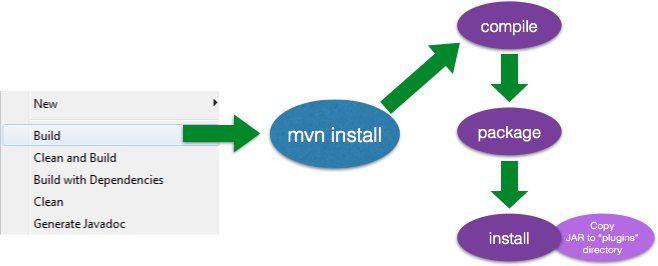 New
Build
Clean and Build
Build with Dependencies
Clean
Generate Javadoc
mvn install
compile
package
install
Copy
JAR to "plugins"
directory